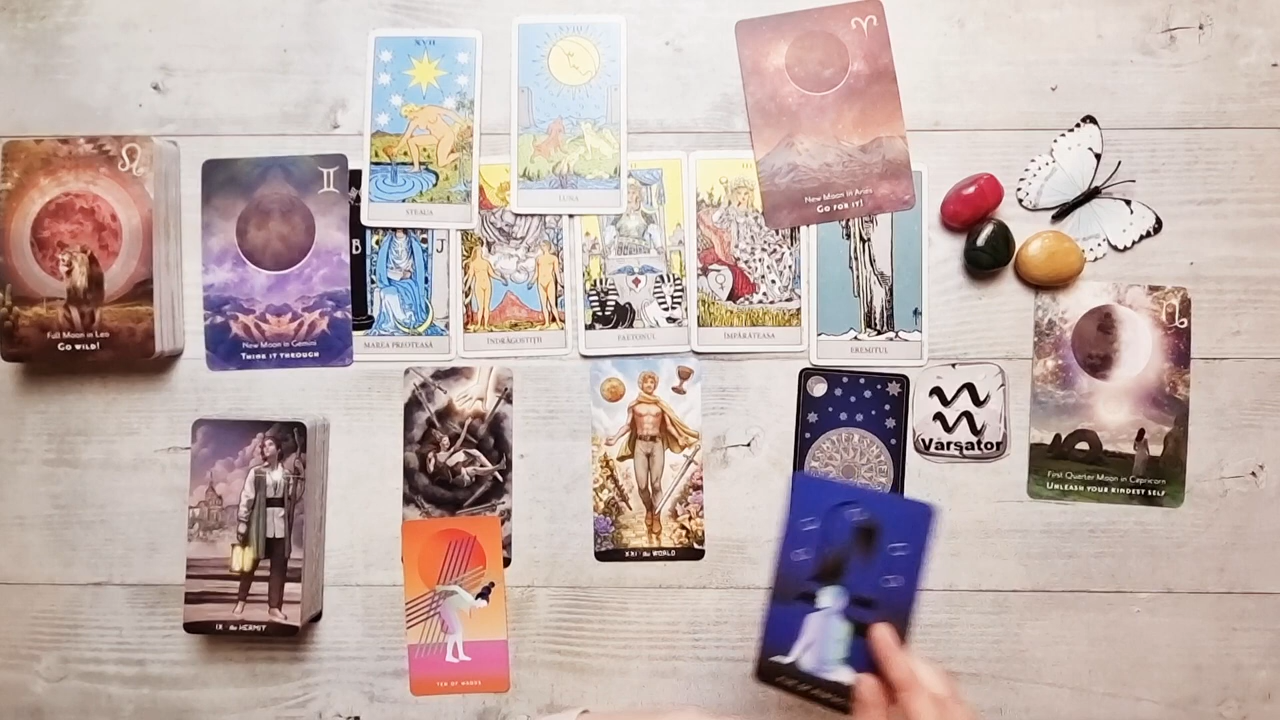 XVII
STEAUA
XVIII
LUNA
New Moon in Aries
GO FOR IT!
Full Moon in Leo
GO WILD!
New Moon in Gemini
THINK IT THROUGH
B
J
MAREA PREOTEASĂ
ÎNDRĂGOSTIȚII
FAETONUL
ÎMPĂRĂTEASA
EREMITUL
Vărsător
First Quarter Moon in Capricorn
UNLEASH YOUR KINDEST SELF
XXI · the WORLD
IX · the HERMIT
TEN OF WANDS